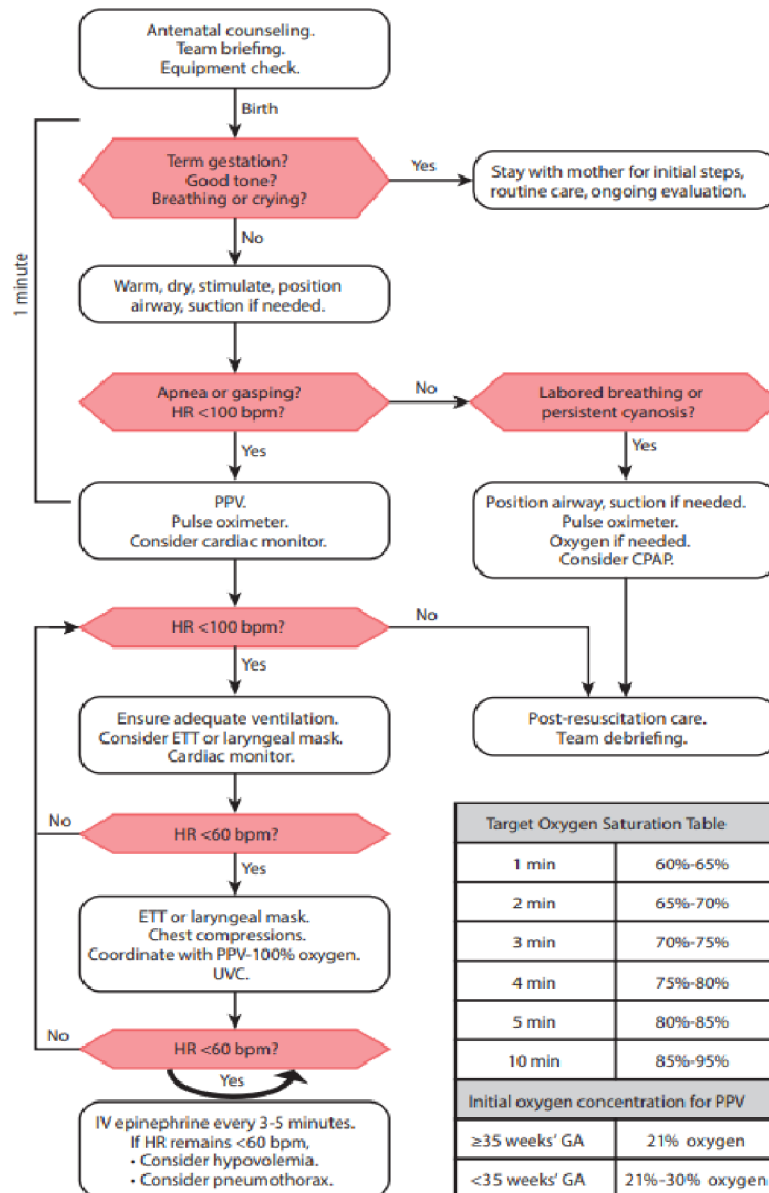 Antenatal counseling.
Team briefing.
Equipment check.
Birth
1 minute
Term gestation?
Good tone?
Breathing or crying?
Yes
Stay with mother for initial steps,
routine care, ongoing evaluation.
No
Warm, dry, stimulate, position
airway, suction if needed.
Apnea or gasping?
HR <100 bpm?
No
Labored breathing or
persistent cyanosis?
Yes
Yes
PPV.
Pulse oximeter.
Consider cardiac monitor.
Position airway, suction if needed.
Pulse oximeter.
Oxygen if needed.
Consider CPAP.
HR <100 bpm?
No
Yes
Ensure adequate ventilation.
Consider ETT or laryngeal mask.
Cardiac monitor.
Post-resuscitation care.
Team debriefing.
No
HR <60 bpm?
Yes
ETT or laryngeal mask.
Chest compressions.
Coordinate with PPV-100% oxygen.
UVC.
No
HR <60 bpm?
Yes
IV epinephrine every 3-5 minutes.
If HR remains <60 bpm,
• Consider hypovolemia.
• Consider pneumothorax.
Target Oxygen Saturation Table
1 min 60%-65%
2 min 65%-70%
3 min 70%-75%
4 min 75%-80%
5 min 80%-85%
10 min 85%-95%
Initial oxygen concentration for PPV
≥35 weeks' GA 21% oxygen
<35 weeks' GA 21%-30% oxygen